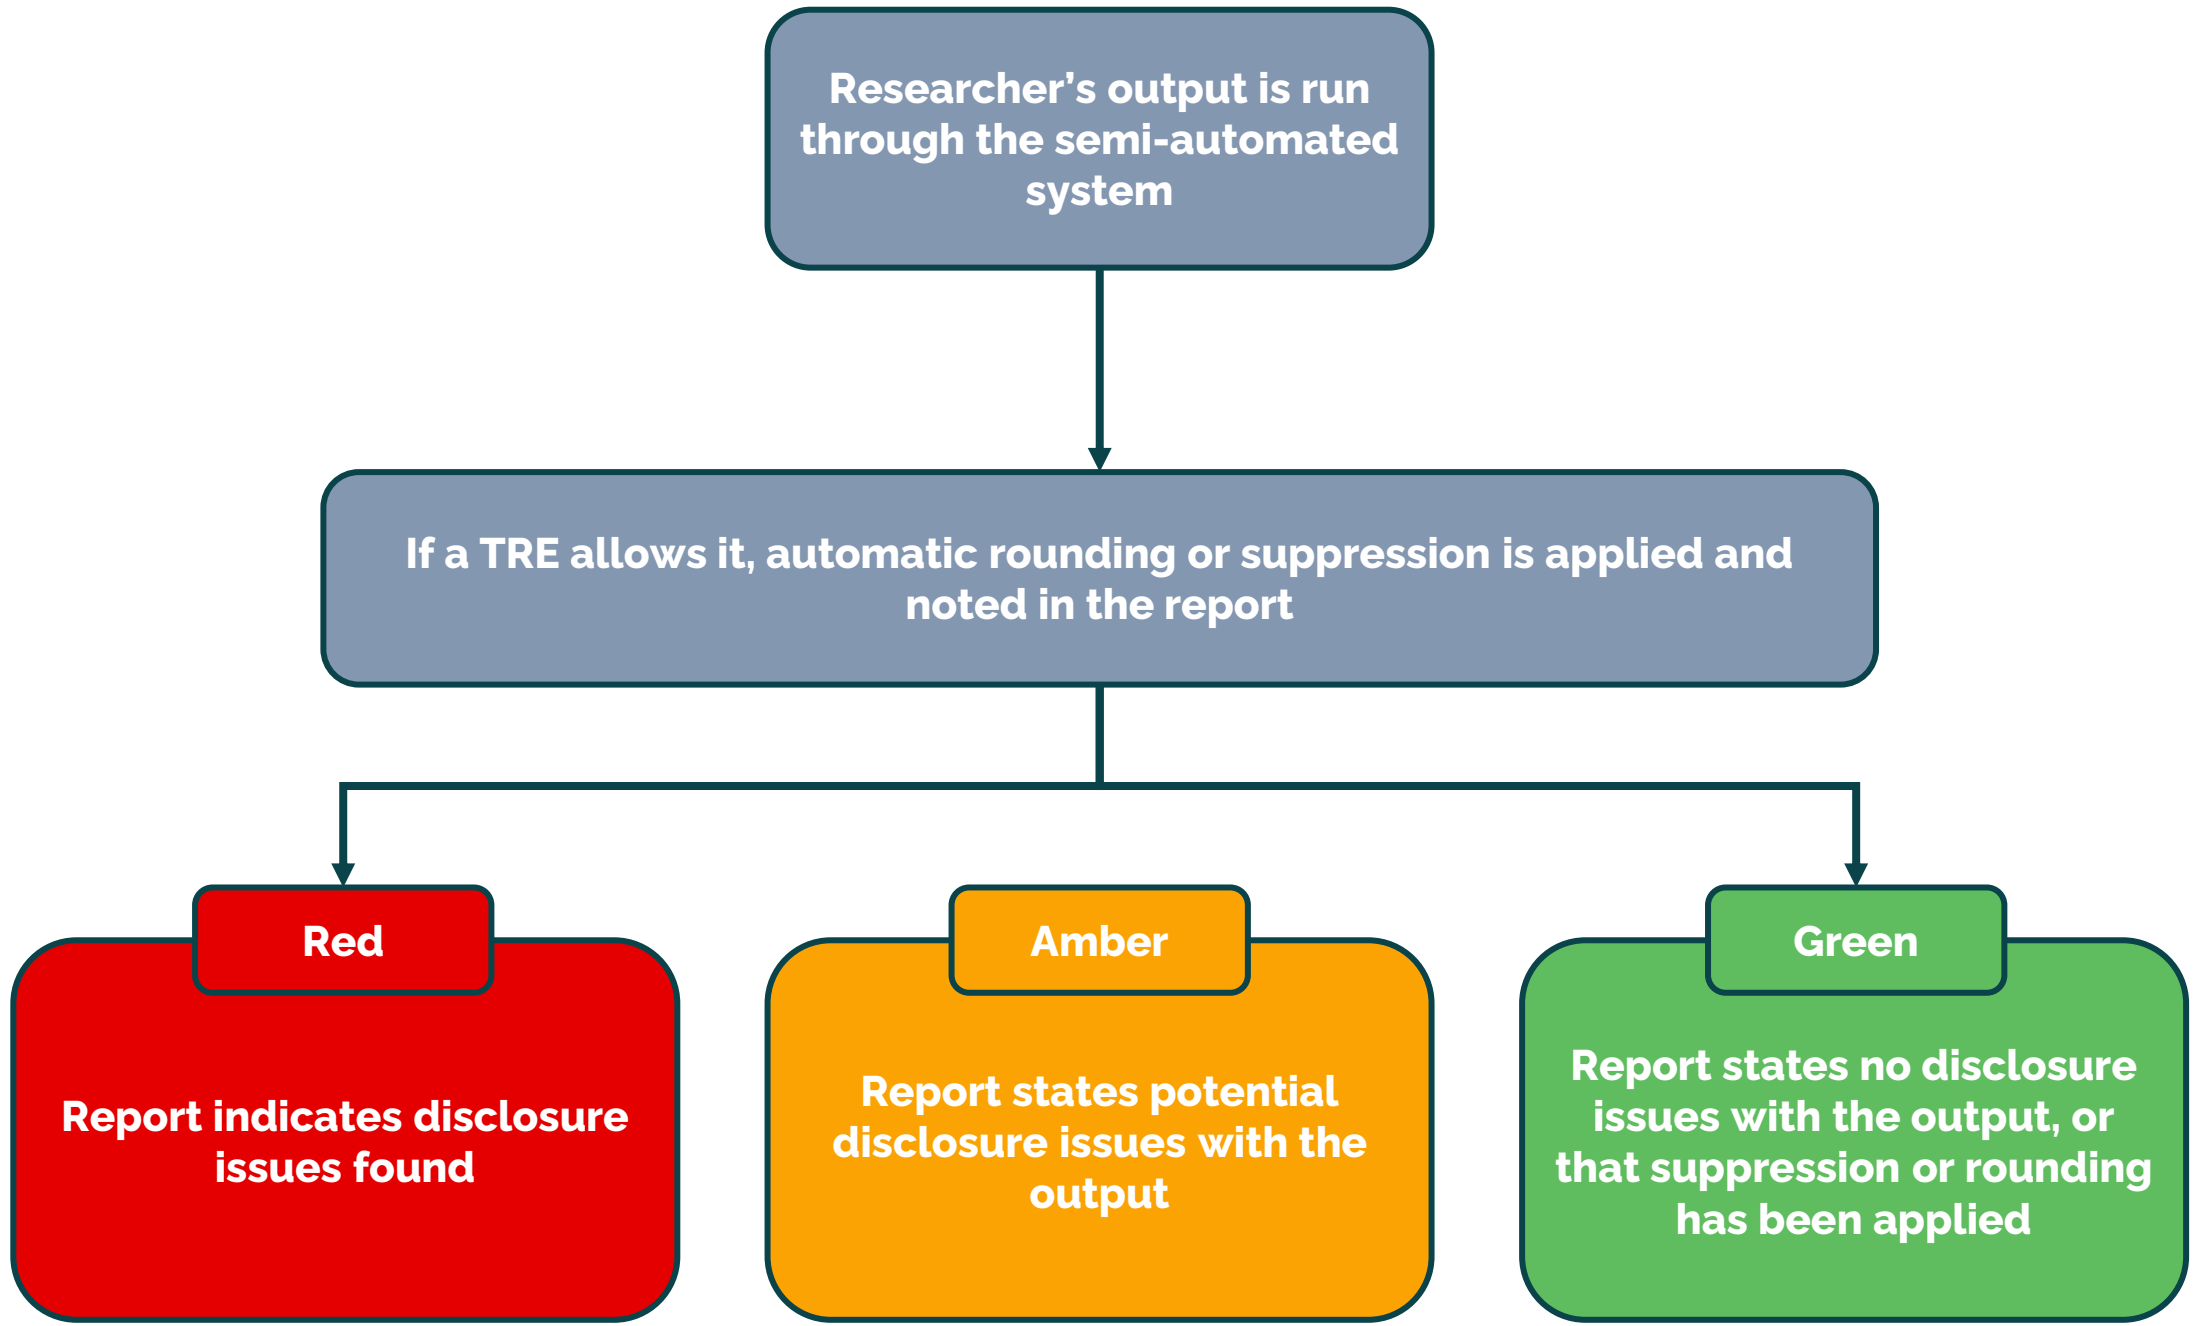 Researcher’s output is run
through the semi-automated
system
If a TRE allows it, automatic rounding or suppression is applied and
noted in the report
Red
Report indicates disclosure
issues found
Amber
Report states potential
disclosure issues with the
output
Green
Report states no disclosure
issues with the output, or
that suppression or rounding
has been applied